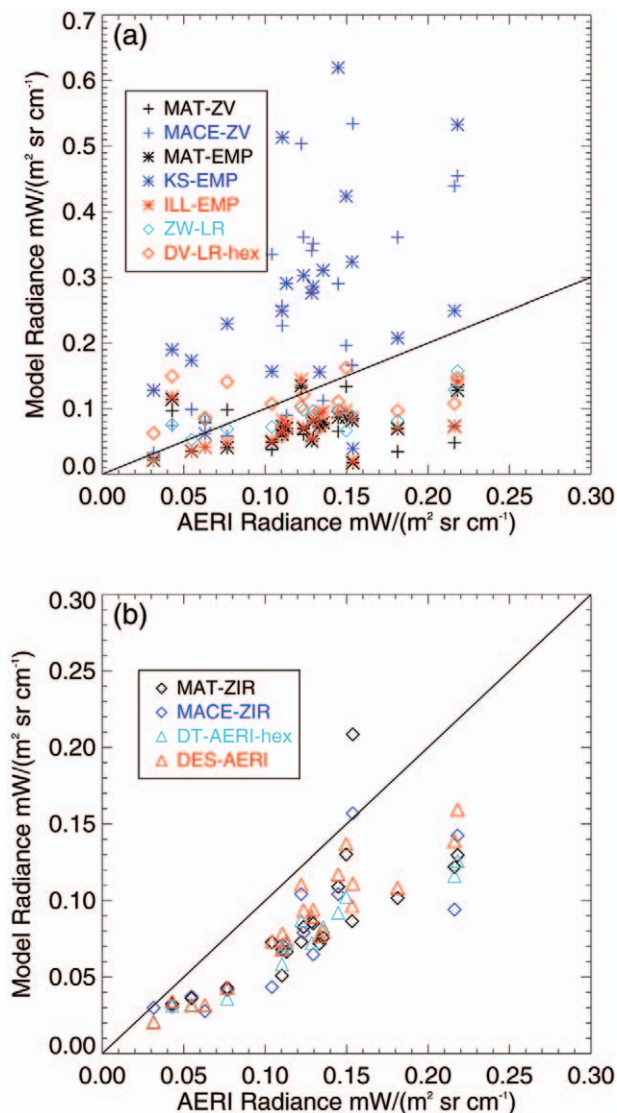 (a)
0.7
0.6
0.5
0.4
0.3
0.2
0.1
0.0
Model Radiance mW/(m² sr cm⁻¹)
MAT-ZV
MACE-ZV
MAT-EMP
KS-EMP
ILL-EMP
ZW-LR
DV-LR-hex
0.00 0.05 0.10 0.15 0.20 0.25 0.30
AERI Radiance mW/(m² sr cm⁻¹)
(b)
0.30
0.25
0.20
0.15
0.10
0.05
0.00
Model Radiance mW/(m² sr cm⁻¹)
MAT-ZIR
MACE-ZIR
DT-AERI-hex
DES-AERI
0.00 0.05 0.10 0.15 0.20 0.25 0.30
AERI Radiance mW/(m² sr cm⁻¹)